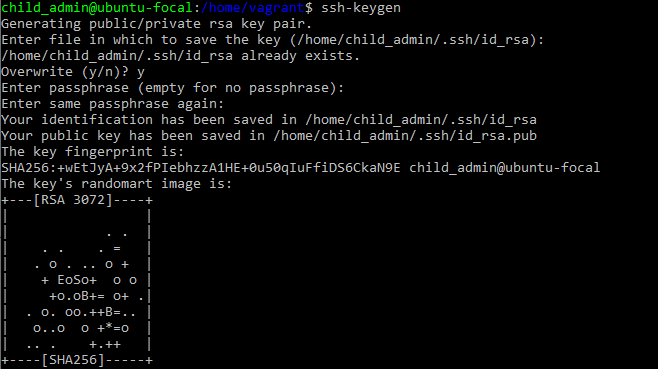 child_admin@ubuntu-focal:/home/vagrant$ ssh-keygen
Generating public/private rsa key pair.
Enter file in which to save the key (/home/child_admin/.ssh/id_rsa):
/home/child_admin/.ssh/id_rsa already exists.
Overwrite (y/n)? y
Enter passphrase (empty for no passphrase):
Enter same passphrase again:
Your identification has been saved in /home/child_admin/.ssh/id_rsa
Your public key has been saved in /home/child_admin/.ssh/id_rsa.pub
The key fingerprint is:
SHA256:+wEtJyA+9x2fPIebhzzA1HE+0u50qIuFfiDS6CkaN9E child_admin@ubuntu-focal
The key's randomart image is:
+---[RSA 3072]----+
|                 |
|            . .  |
|    . .    . =   |
|   . o . .. o +  |
|    + EoSo+  o o |
|     +o.oB+= o+ .|
|  . o. oo.++B=.. |
|   o..o  o +*=o  |
|  .. .    +.++   |
+----[SHA256]-----+